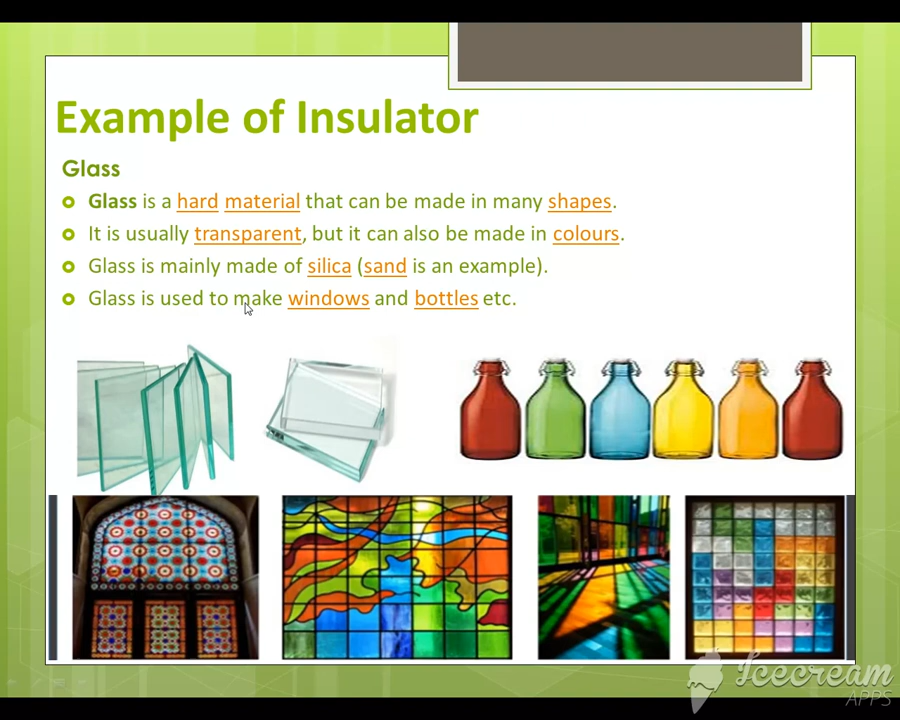 Example of Insulator
Glass
Glass is a hard material that can be made in many shapes.
It is usually transparent, but it can also be made in colours.
Glass is mainly made of silica (sand is an example).
Glass is used to make windows and bottles etc.
Icecream
APPS